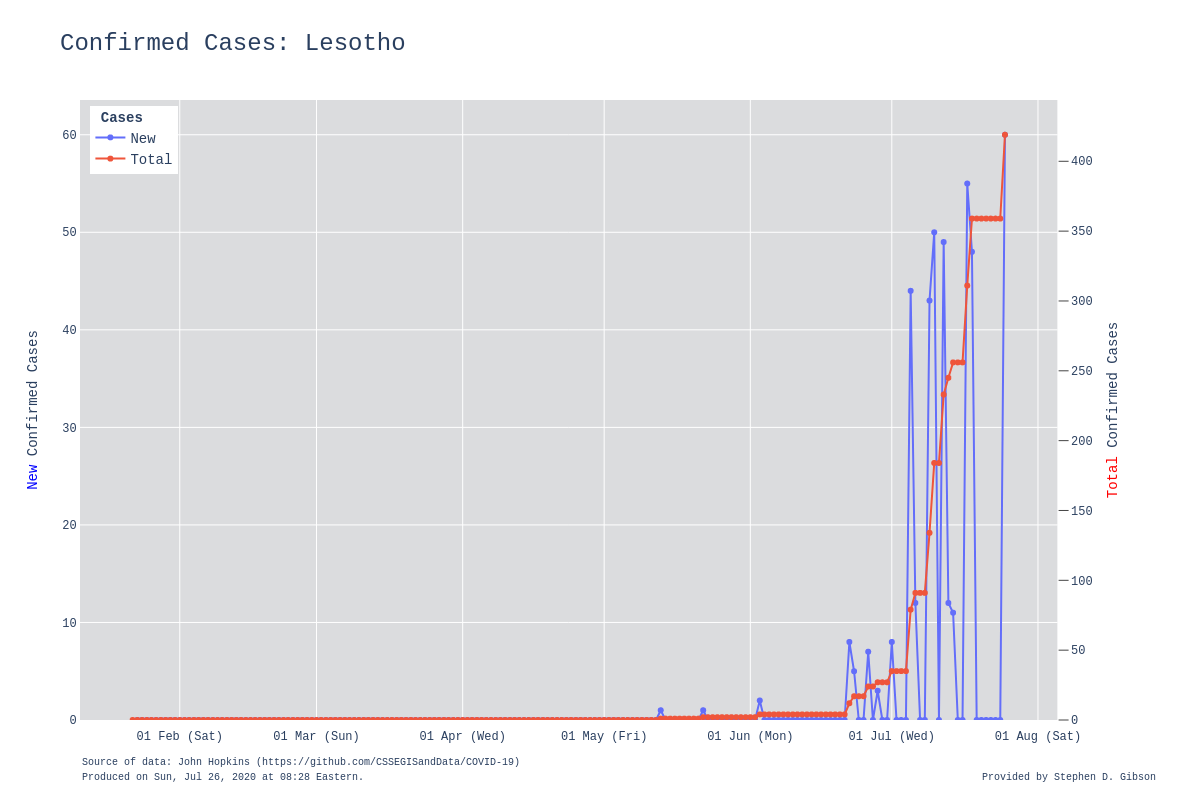 Confirmed Cases: Lesotho
Cases
New
Total
60
50
40
30
20
10
0
400
350
300
250
200
150
100
50
0
New Confirmed Cases
Total Confirmed Cases
01 Feb (Sat)
01 Mar (Sun)
01 Apr (Wed)
01 May (Fri)
01 Jun (Mon)
01 Jul (Wed)
01 Aug (Sat)
Source of data: John Hopkins (https://github.com/CSSEGISandData/COVID-19)
Produced on Sun, Jul 26, 2020 at 08:28 Eastern.
Provided by Stephen D. Gibson